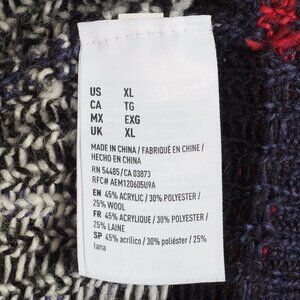 US XL
CA TG
MX EXG
UK XL
MADE IN CHINA / FABRIQUÉ EN CHINE /
HECHO EN CHINA
RN 54485/CA 03873
RFC# AEM120605U9A
EN 45% ACRYLIC / 30% POLYESTER /
25% WOOL
FR 45% ACRYLIQUE / 30% POLYESTER /
25% LAINE
SP 45% acrílico / 30% poliéster / 25%
lana